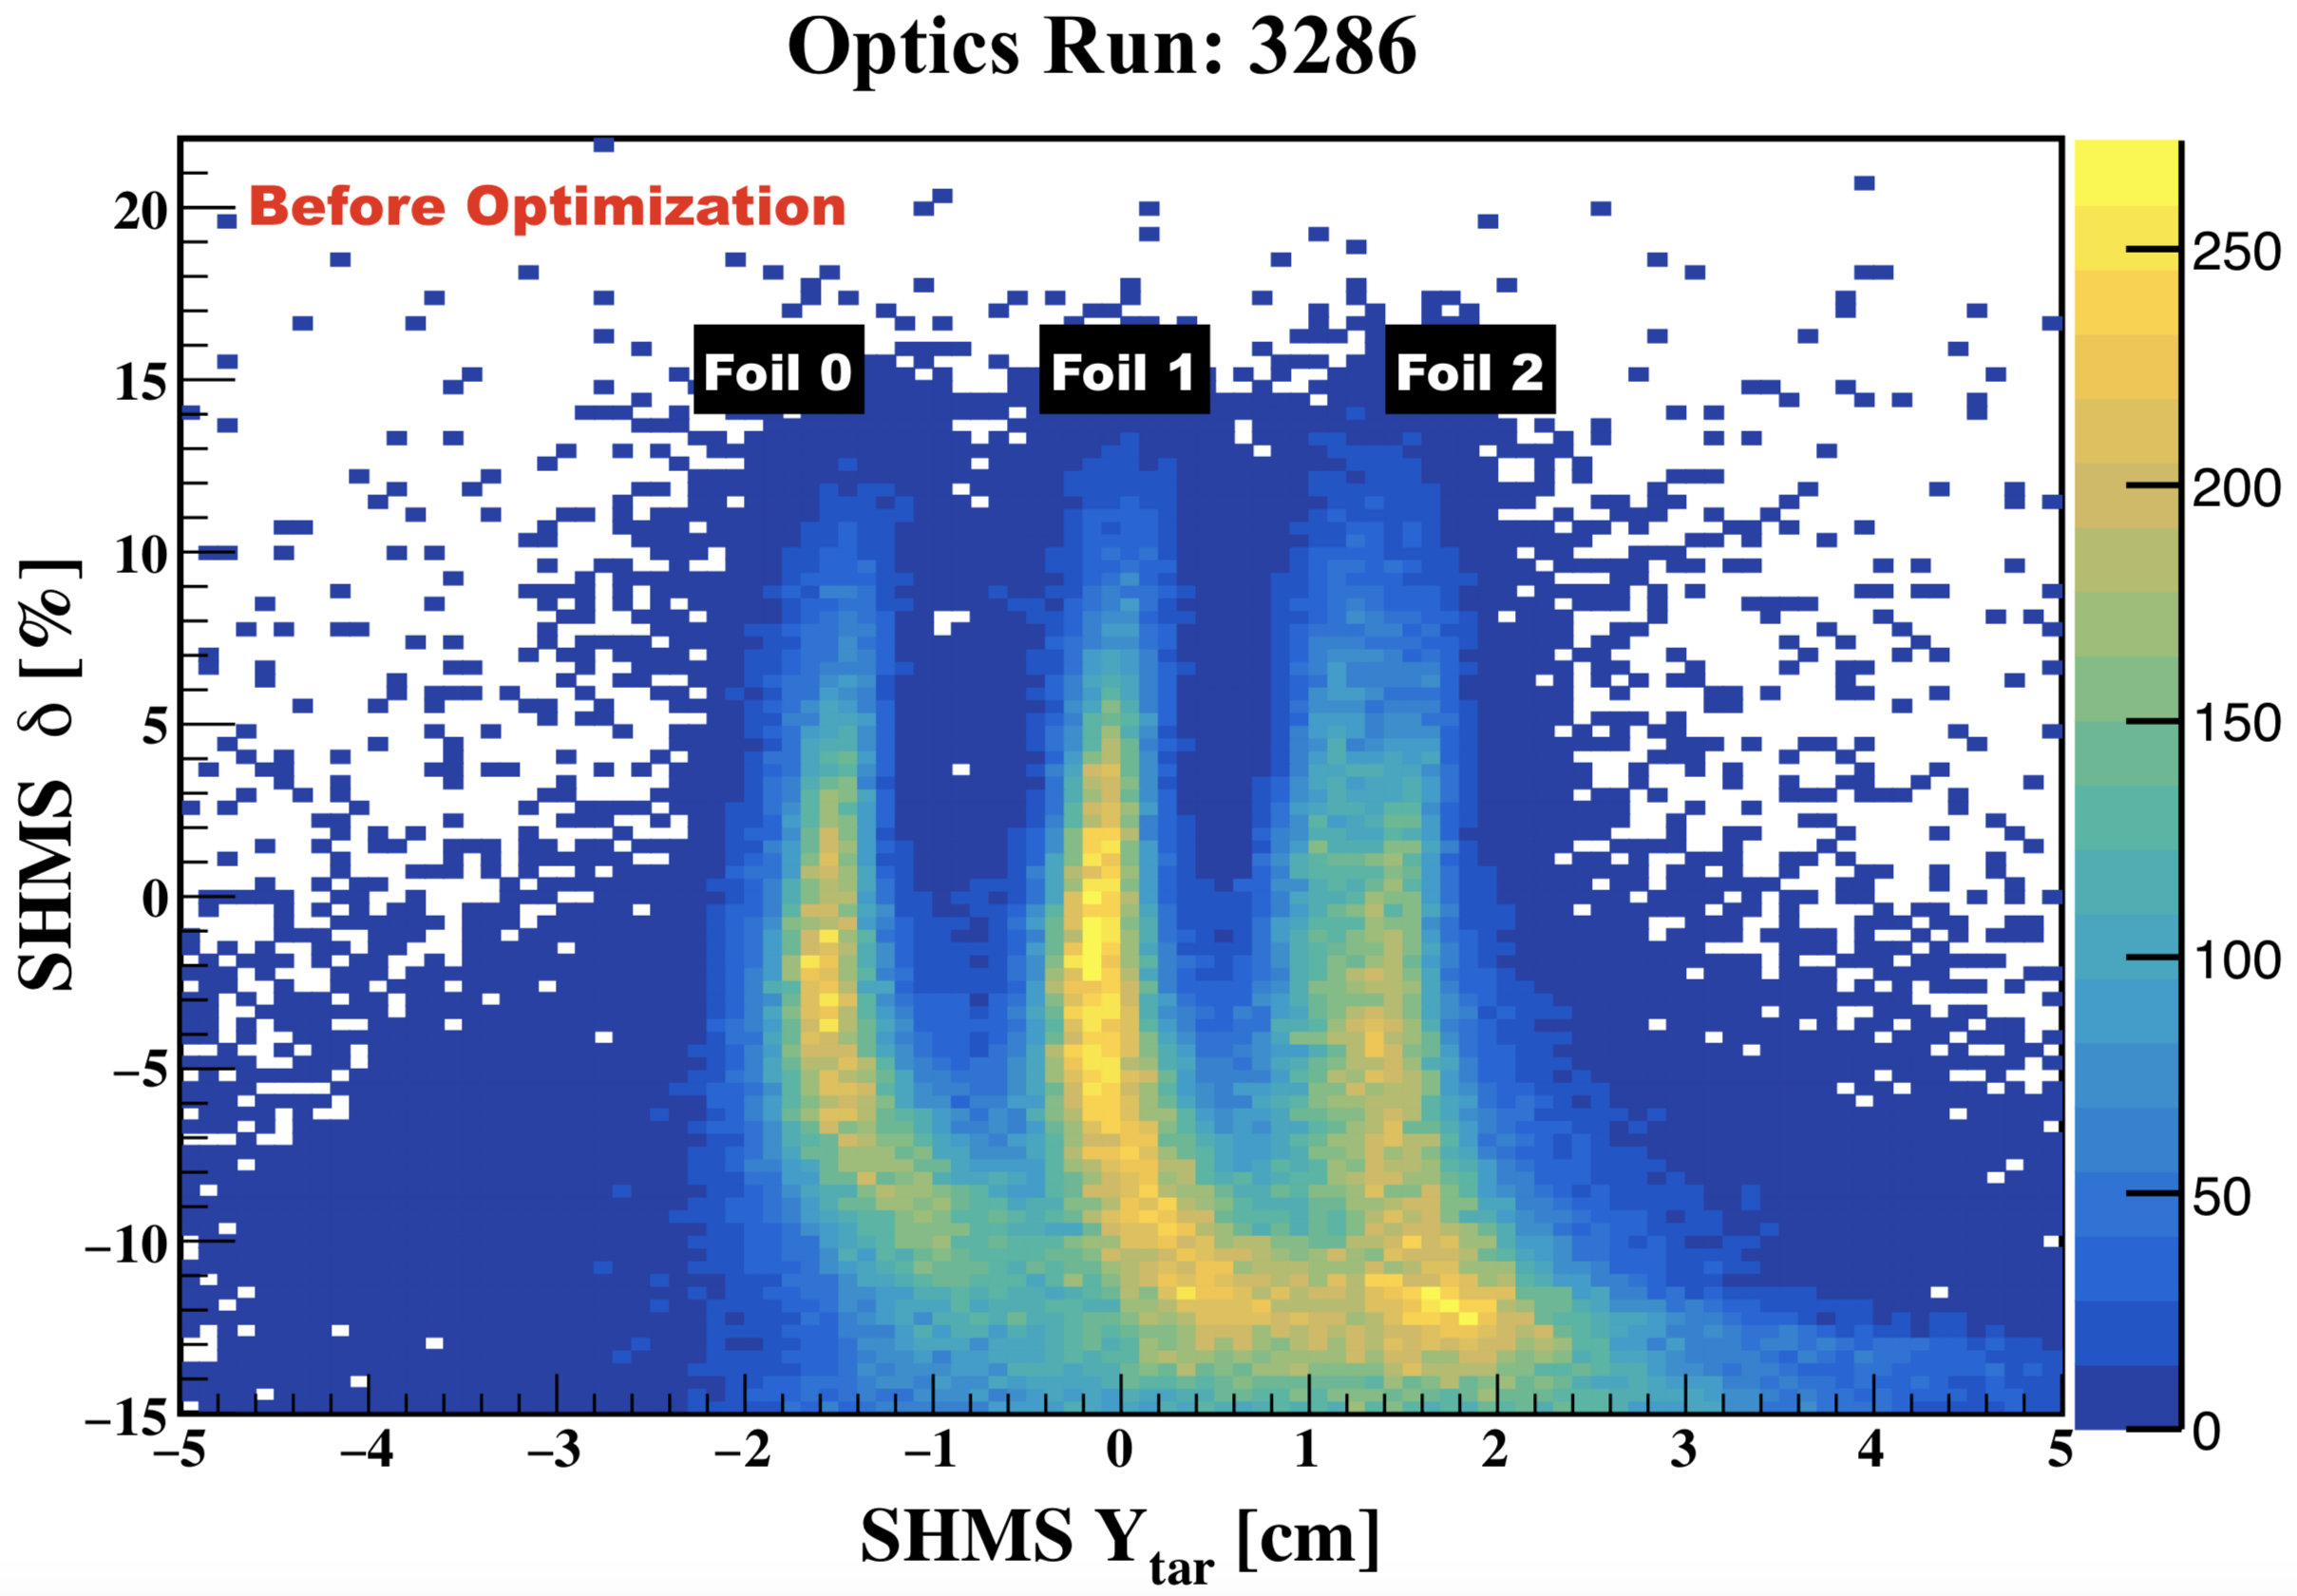 Optics Run: 3286
Before Optimization
Foil 0 Foil 1 Foil 2
SHMS δ [%]
20
15
10
5
0
−5
−10
−15
−5 −4 −3 −2 −1 0 1 2 3 4 5
SHMS Ytar [cm]
250
200
150
100
50
0